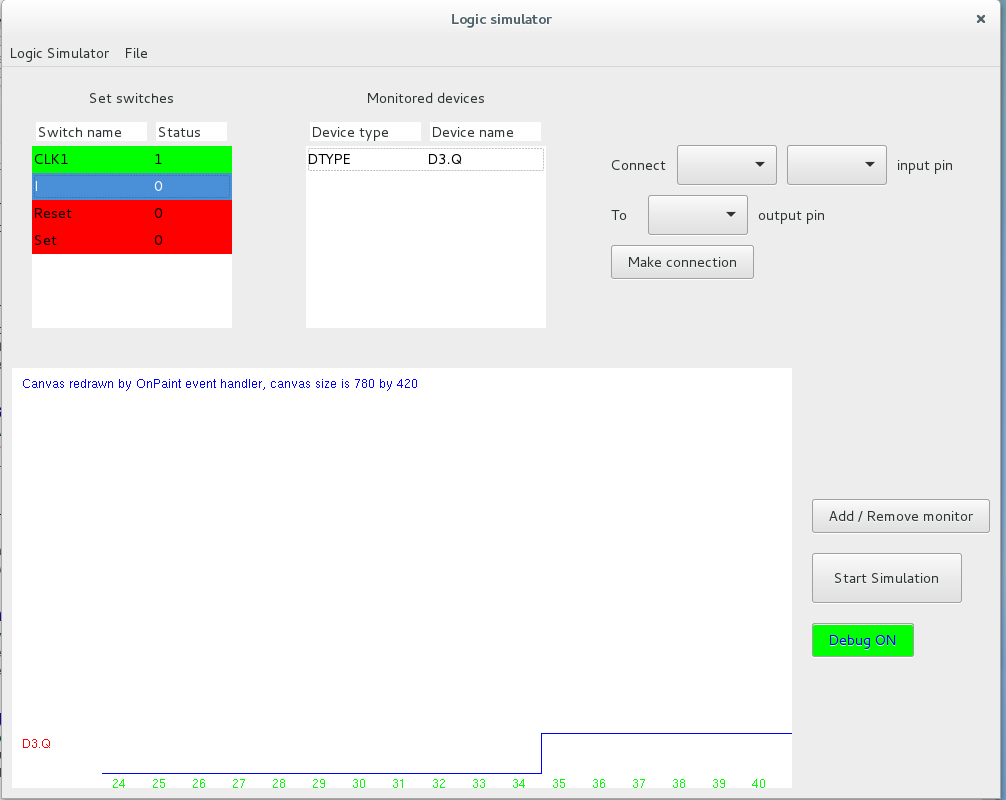 Logic simulator ×
Logic Simulator File
Set switches Monitored devices
Switch name Status Device type Device name
CLK1 1 DTYPE D3.Q
I 0
Reset 0
Set 0
Connect input pin
To output pin
Make connection
Canvas redrawn by OnPaint event handler, canvas size is 780 by 420
Add / Remove monitor
Start Simulation
Debug ON
D3.Q
24 25 26 27 28 29 30 31 32 33 34 35 36 37 38 39 40